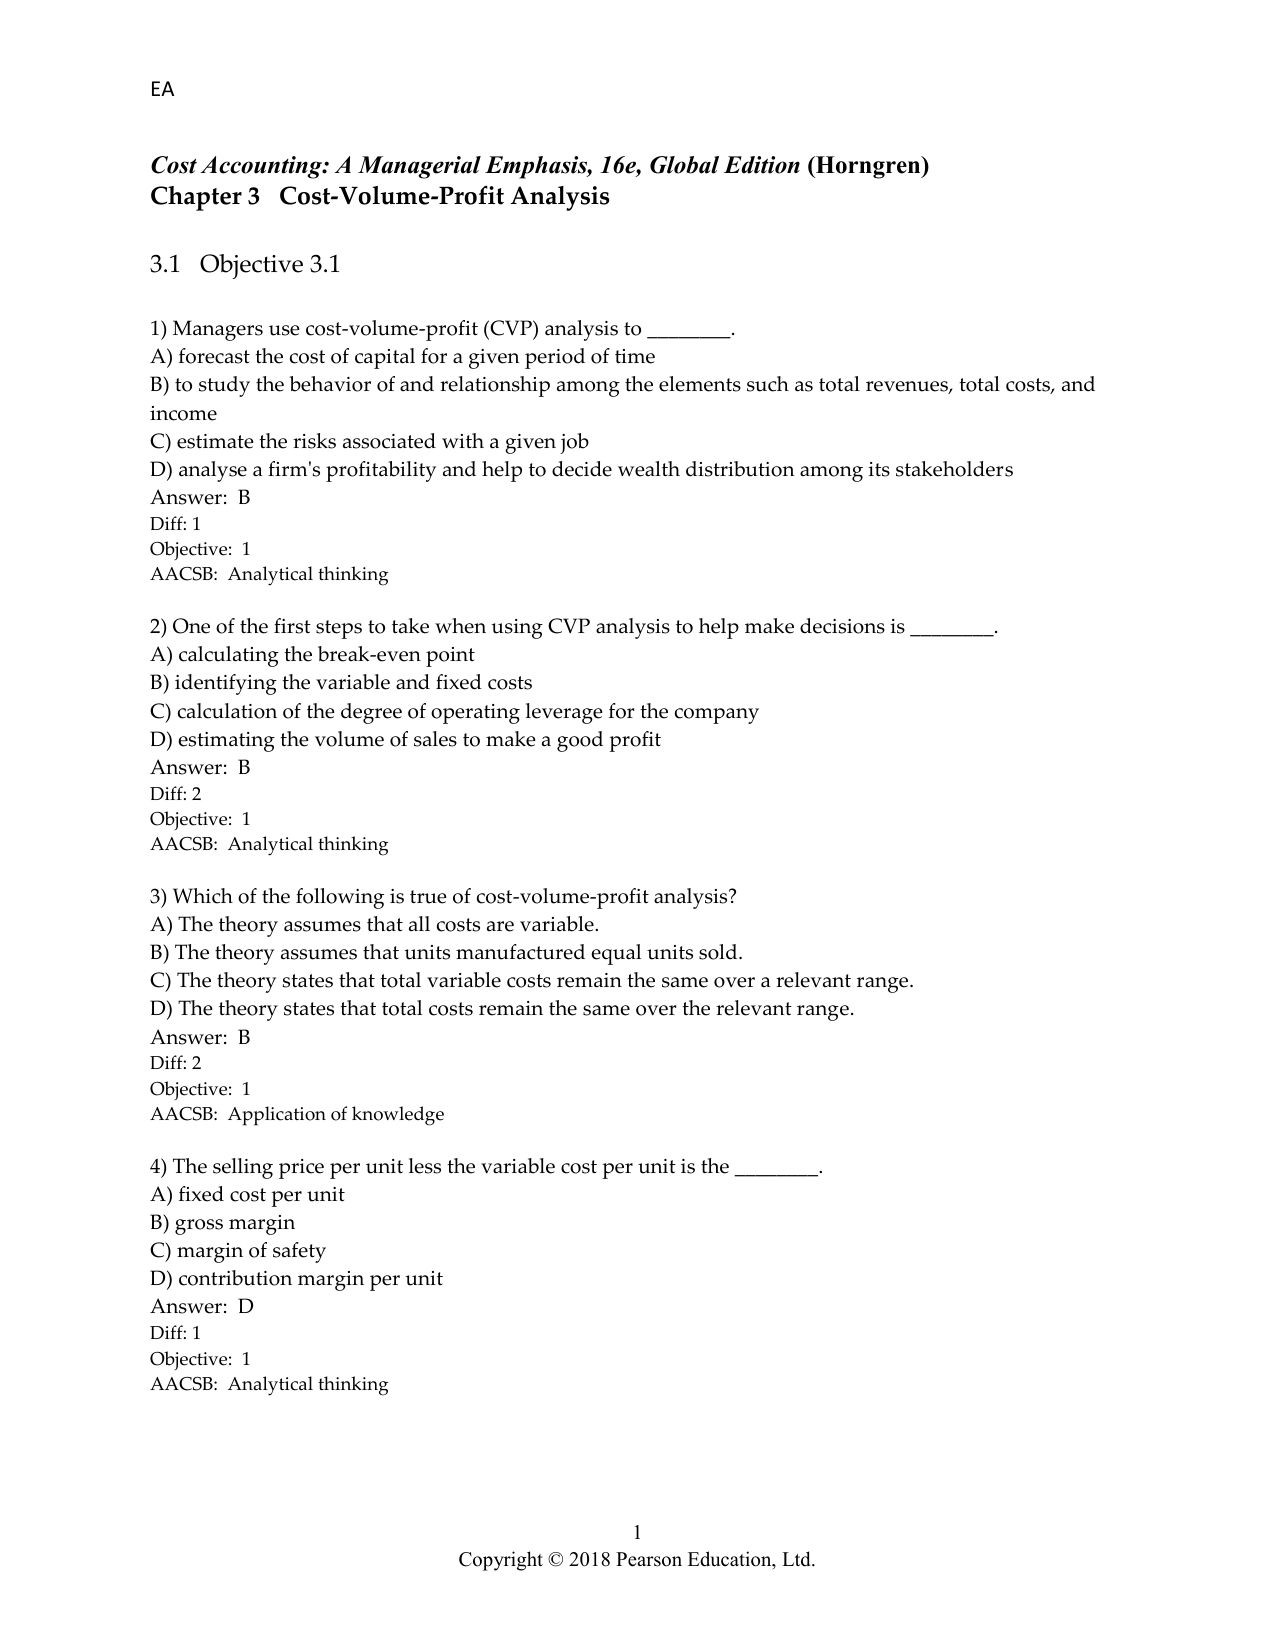 EA
Cost Accounting: A Managerial Emphasis, 16e, Global Edition (Horngren)
Chapter 3   Cost-Volume-Profit Analysis
3.1   Objective 3.1
1) Managers use cost-volume-profit (CVP) analysis to ________.
A) forecast the cost of capital for a given period of time
B) to study the behavior of and relationship among the elements such as total revenues, total costs, and
income
C) estimate the risks associated with a given job
D) analyse a firm's profitability and help to decide wealth distribution among its stakeholders
Answer:  B
Diff: 1
Objective:  1
AACSB:  Analytical thinking
2) One of the first steps to take when using CVP analysis to help make decisions is ________.
A) calculating the break-even point
B) identifying the variable and fixed costs
C) calculation of the degree of operating leverage for the company
D) estimating the volume of sales to make a good profit
Answer:  B
Diff: 2
Objective:  1
AACSB:  Analytical thinking
3) Which of the following is true of cost-volume-profit analysis?
A) The theory assumes that all costs are variable.
B) The theory assumes that units manufactured equal units sold.
C) The theory states that total variable costs remain the same over a relevant range.
D) The theory states that total costs remain the same over the relevant range.
Answer:  B
Diff: 2
Objective:  1
AACSB:  Application of knowledge
4) The selling price per unit less the variable cost per unit is the ________.
A) fixed cost per unit
B) gross margin
C) margin of safety
D) contribution margin per unit
Answer:  D
Diff: 1
Objective:  1
AACSB:  Analytical thinking
1
Copyright © 2018 Pearson Education, Ltd.